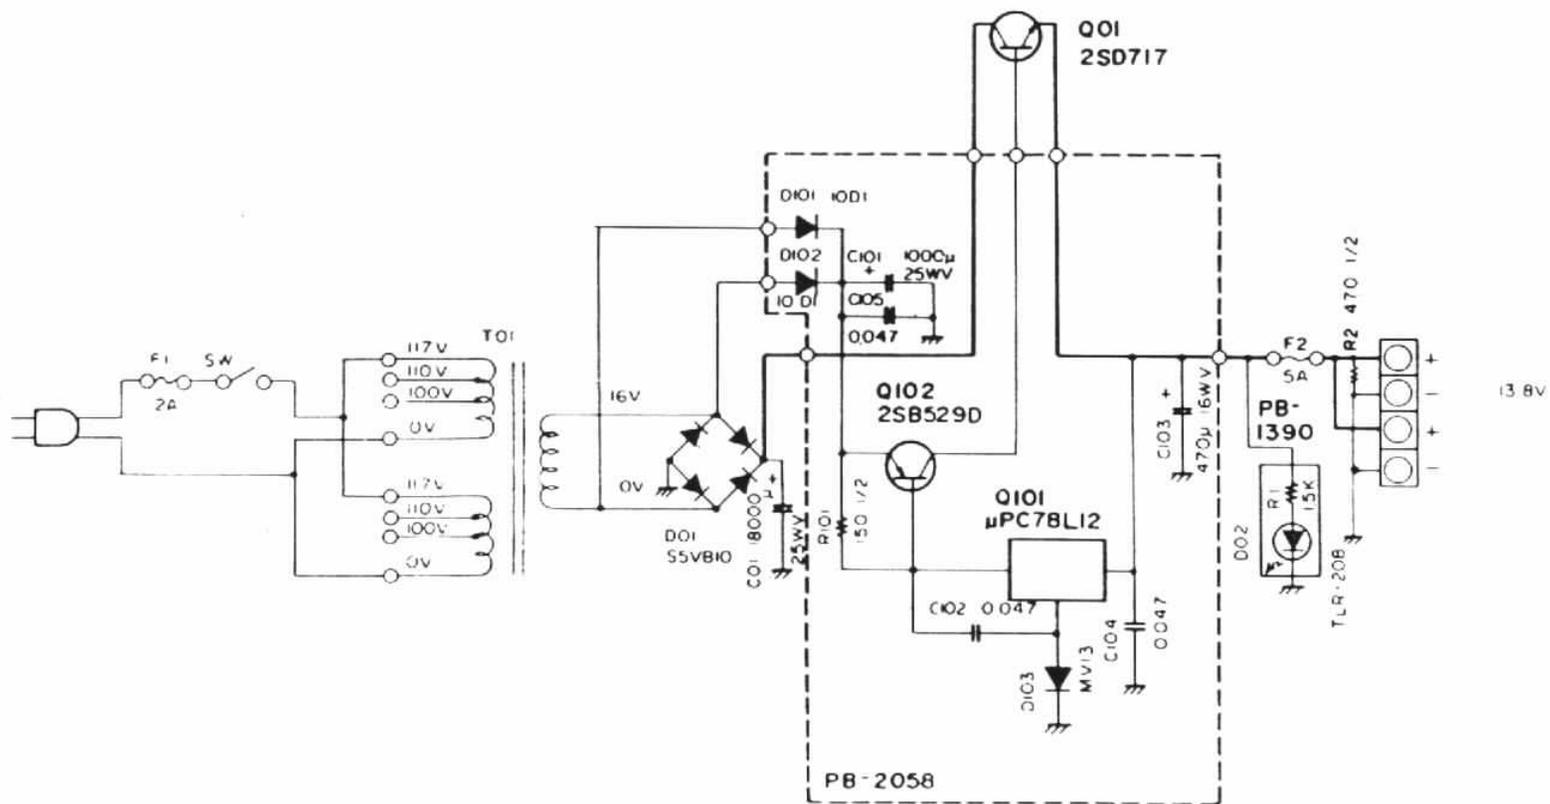 Q01
2SD717
D101 10D1
D102
10D1
C101
+
1000µ
25WV
C105
0.047
T01
F1
SW
2A
117V
110V
100V
0V
117V
110V
100V
0V
16V
0V
D01
S5VB10
C01 18000µ
+
25WV
R101
150 1/2
Q102
2SB529D
Q101
µPC78L12
C102 0.047
D103
MV13
C104
0.047
C103
+
470µ 16WV
F2
5A
R2 470 1/2
PB-
1390
R1
1.5K
D02
TLR-208
+
-
+
-
13.8V
PB-2058